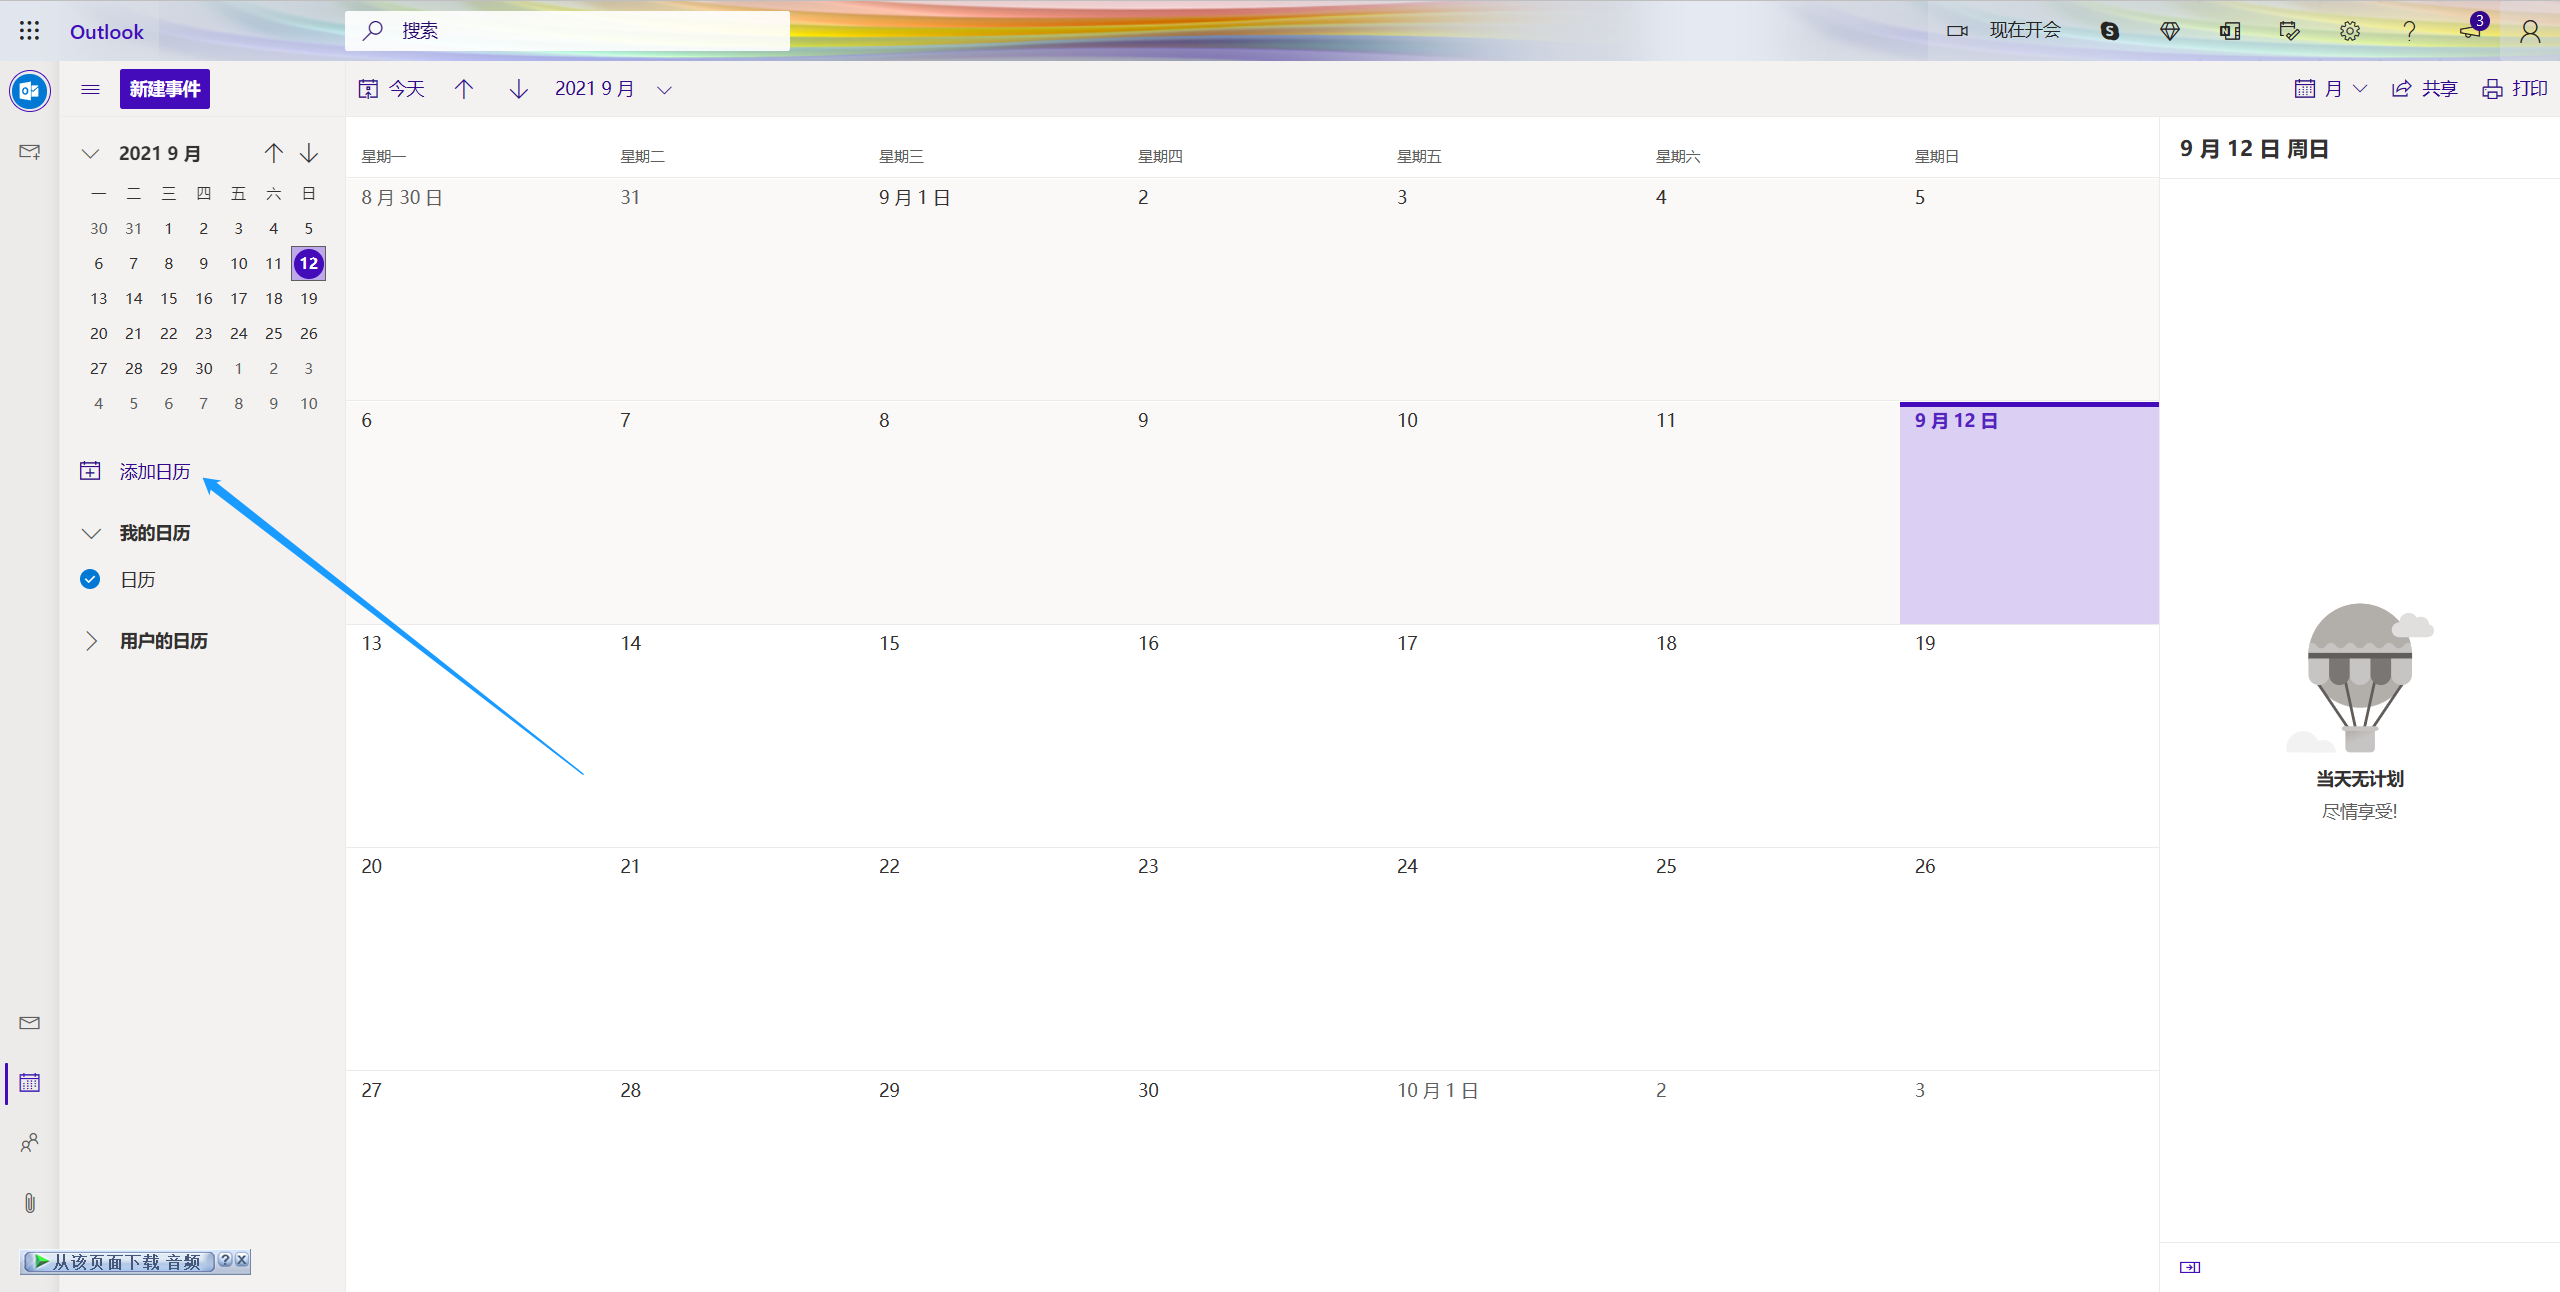 Outlook
搜索
现在开会
3
新建事件
今天
2021 9 月
月
共享
打印
2021 9 月
一 二 三 四 五 六 日
30 31 1 2 3 4 5
6 7 8 9 10 11 12
13 14 15 16 17 18 19
20 21 22 23 24 25 26
27 28 29 30 1 2 3
4 5 6 7 8 9 10
添加日历
我的日历
日历
用户的日历
星期一 星期二 星期三 星期四 星期五 星期六 星期日
8 月 30 日 31 9 月 1 日 2 3 4 5
6 7 8 9 10 11 9 月 12 日
13 14 15 16 17 18 19
20 21 22 23 24 25 26
27 28 29 30 10 月 1 日 2 3
9 月 12 日 周日
当天无计划
尽情享受!
从该页面下载 音频